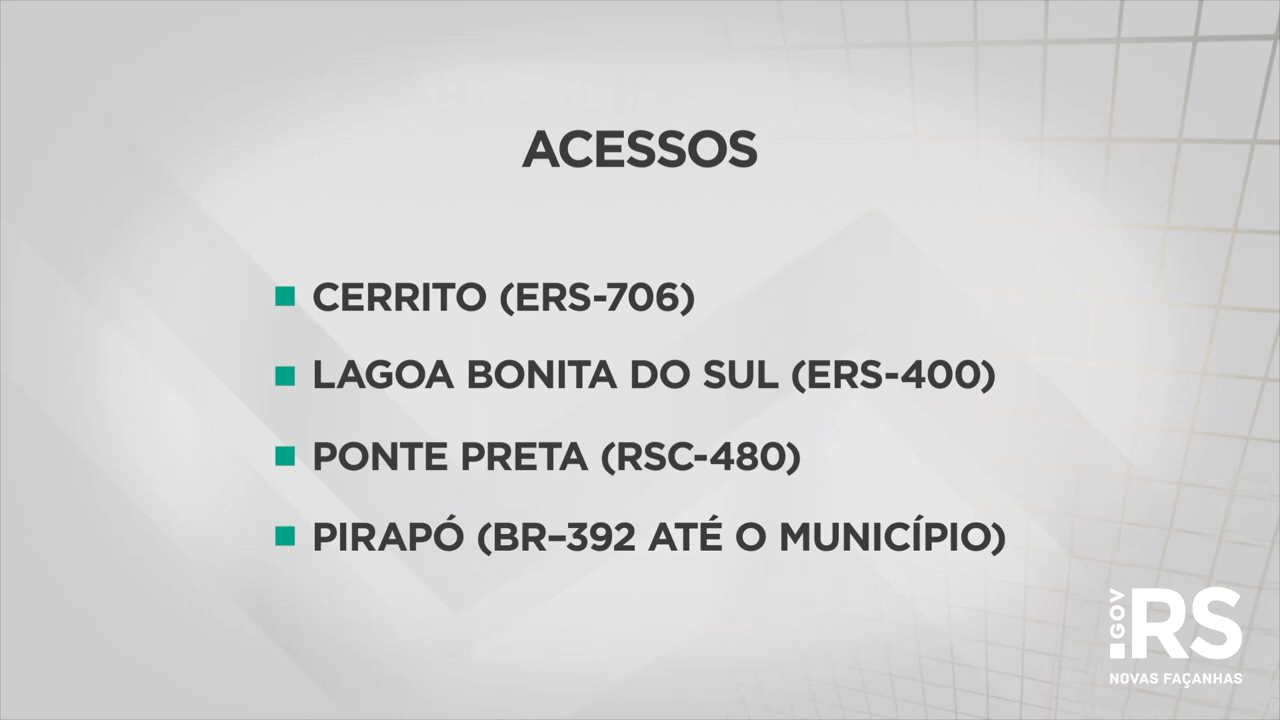 ACESSOS
CERRITO (ERS-706)
LAGOA BONITA DO SUL (ERS-400)
PONTE PRETA (RSC-480)
PIRAPÓ (BR–392 ATÉ O MUNICÍPIO)
.GOV
RS
NOVAS FAÇANHAS